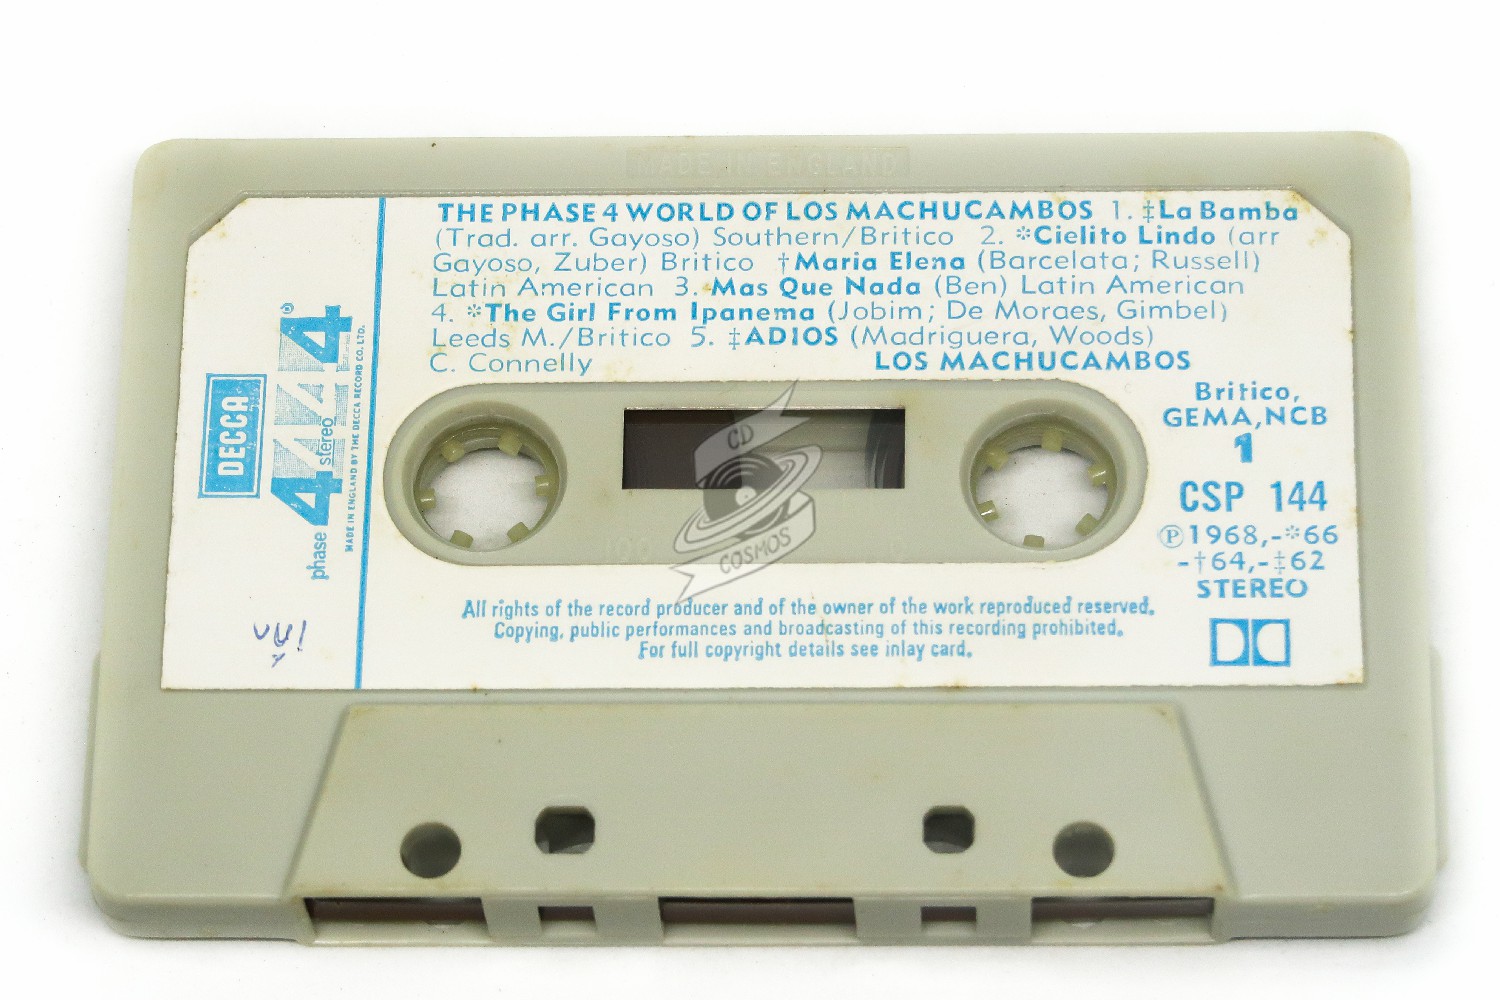 MADE IN ENGLAND
THE PHASE 4 WORLD OF LOS MACHUCAMBOS 1. ‡La Bamba
(Trad. arr. Gayoso) Southern/Britico 2. *Cielito Lindo (arr
Gayoso, Zuber) Britico †Maria Elena (Barcelata; Russell)
Latin American 3. Mas Que Nada (Ben) Latin American
4. *The Girl From Ipanema (Jobim; De Moraes, Gimbel)
Leeds M./Britico 5. ‡ADIOS (Madriguera, Woods)
C. Connelly LOS MACHUCAMBOS
DECCA
phase 4 stereo
MADE IN ENGLAND BY THE DECCA RECORD CO. LTD.
Britico,
GEMA, NCB
1
CSP 144
℗1968,-*66
-†64,-‡62
STEREO
CD
COSMOS
All rights of the record producer and of the owner of the work reproduced reserved.
Copying, public performances and broadcasting of this recording prohibited.
For full copyright details see inlay card.